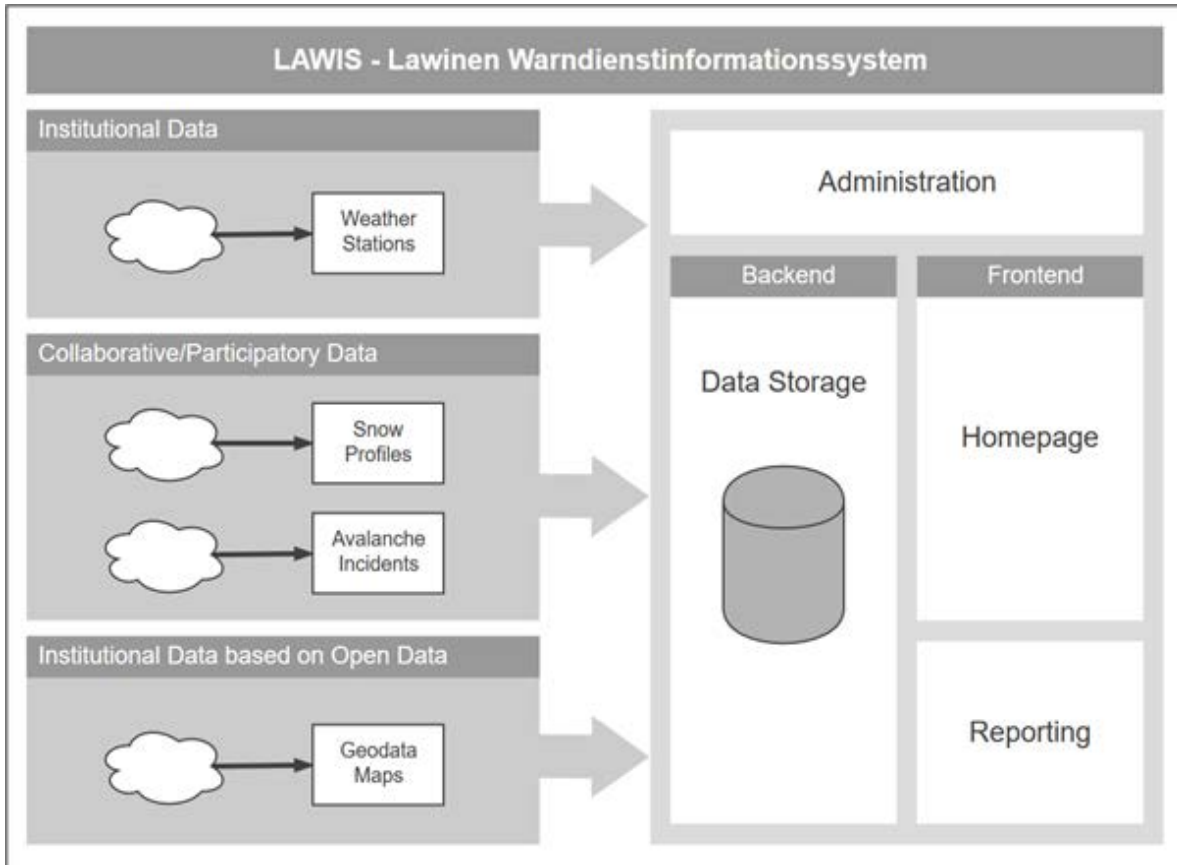 LAWIS - Lawinen Warndienstinformationssystem
Institutional Data
Weather
Stations
Collaborative/Participatory Data
Snow
Profiles
Avalanche
Incidents
Institutional Data based on Open Data
Geodata
Maps
Administration
Backend
Data Storage
Frontend
Homepage
Reporting